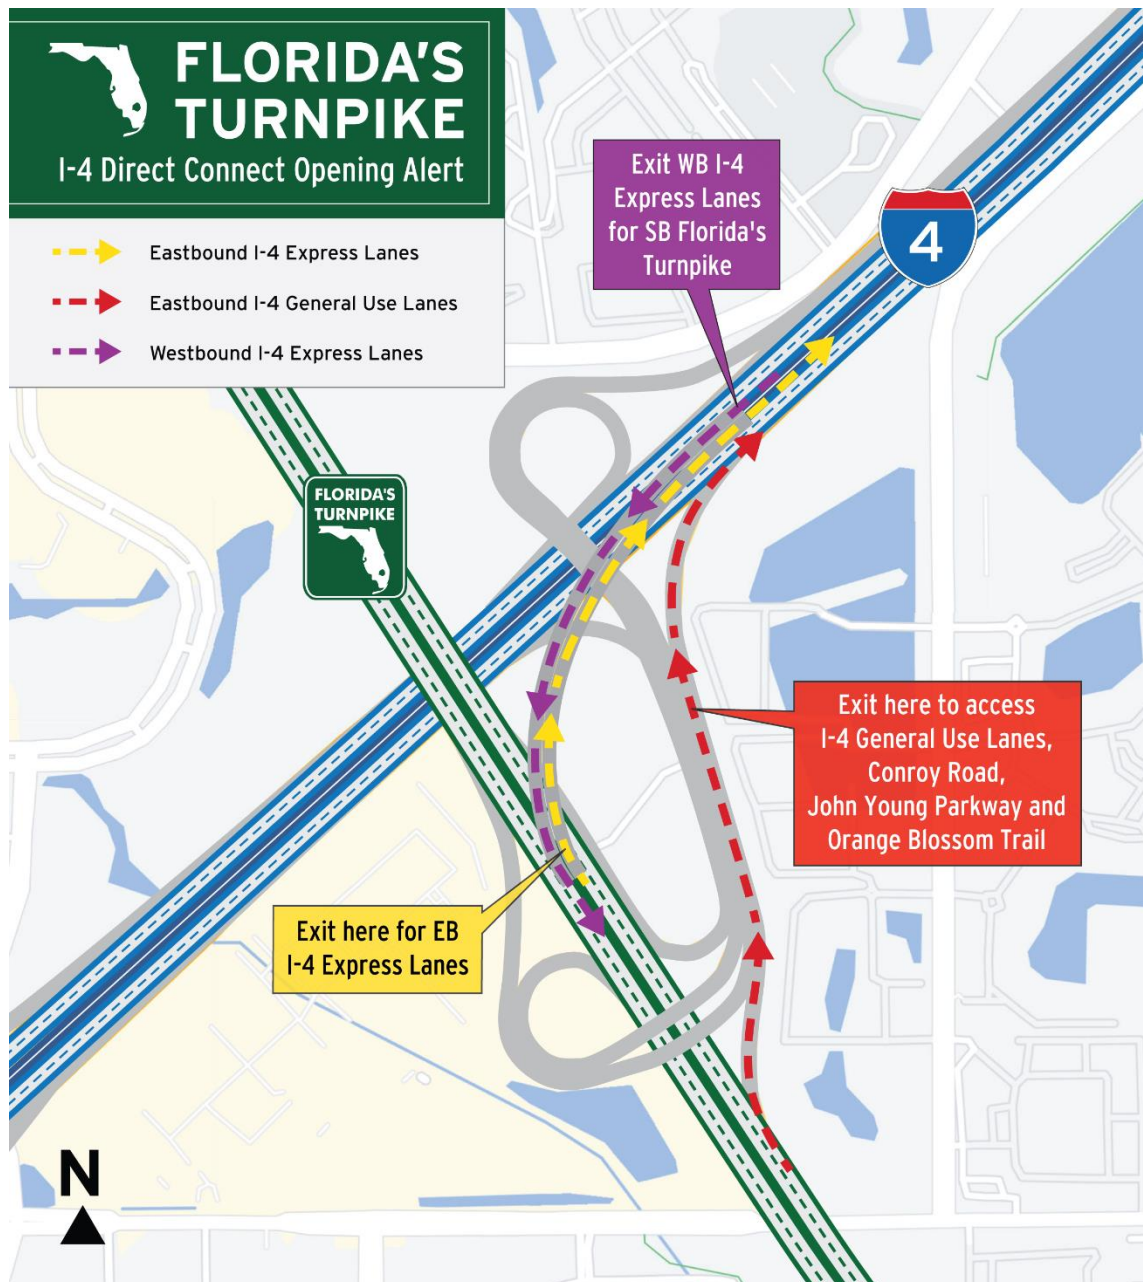 FLORIDA'S
TURNPIKE
I-4 Direct Connect Opening Alert
Eastbound I-4 Express Lanes
Eastbound I-4 General Use Lanes
Westbound I-4 Express Lanes
Exit WB I-4
Express Lanes
for SB Florida's
Turnpike
4
FLORIDA'S
TURNPIKE
Exit here to access
I-4 General Use Lanes,
Conroy Road,
John Young Parkway and
Orange Blossom Trail
Exit here for EB
I-4 Express Lanes
N